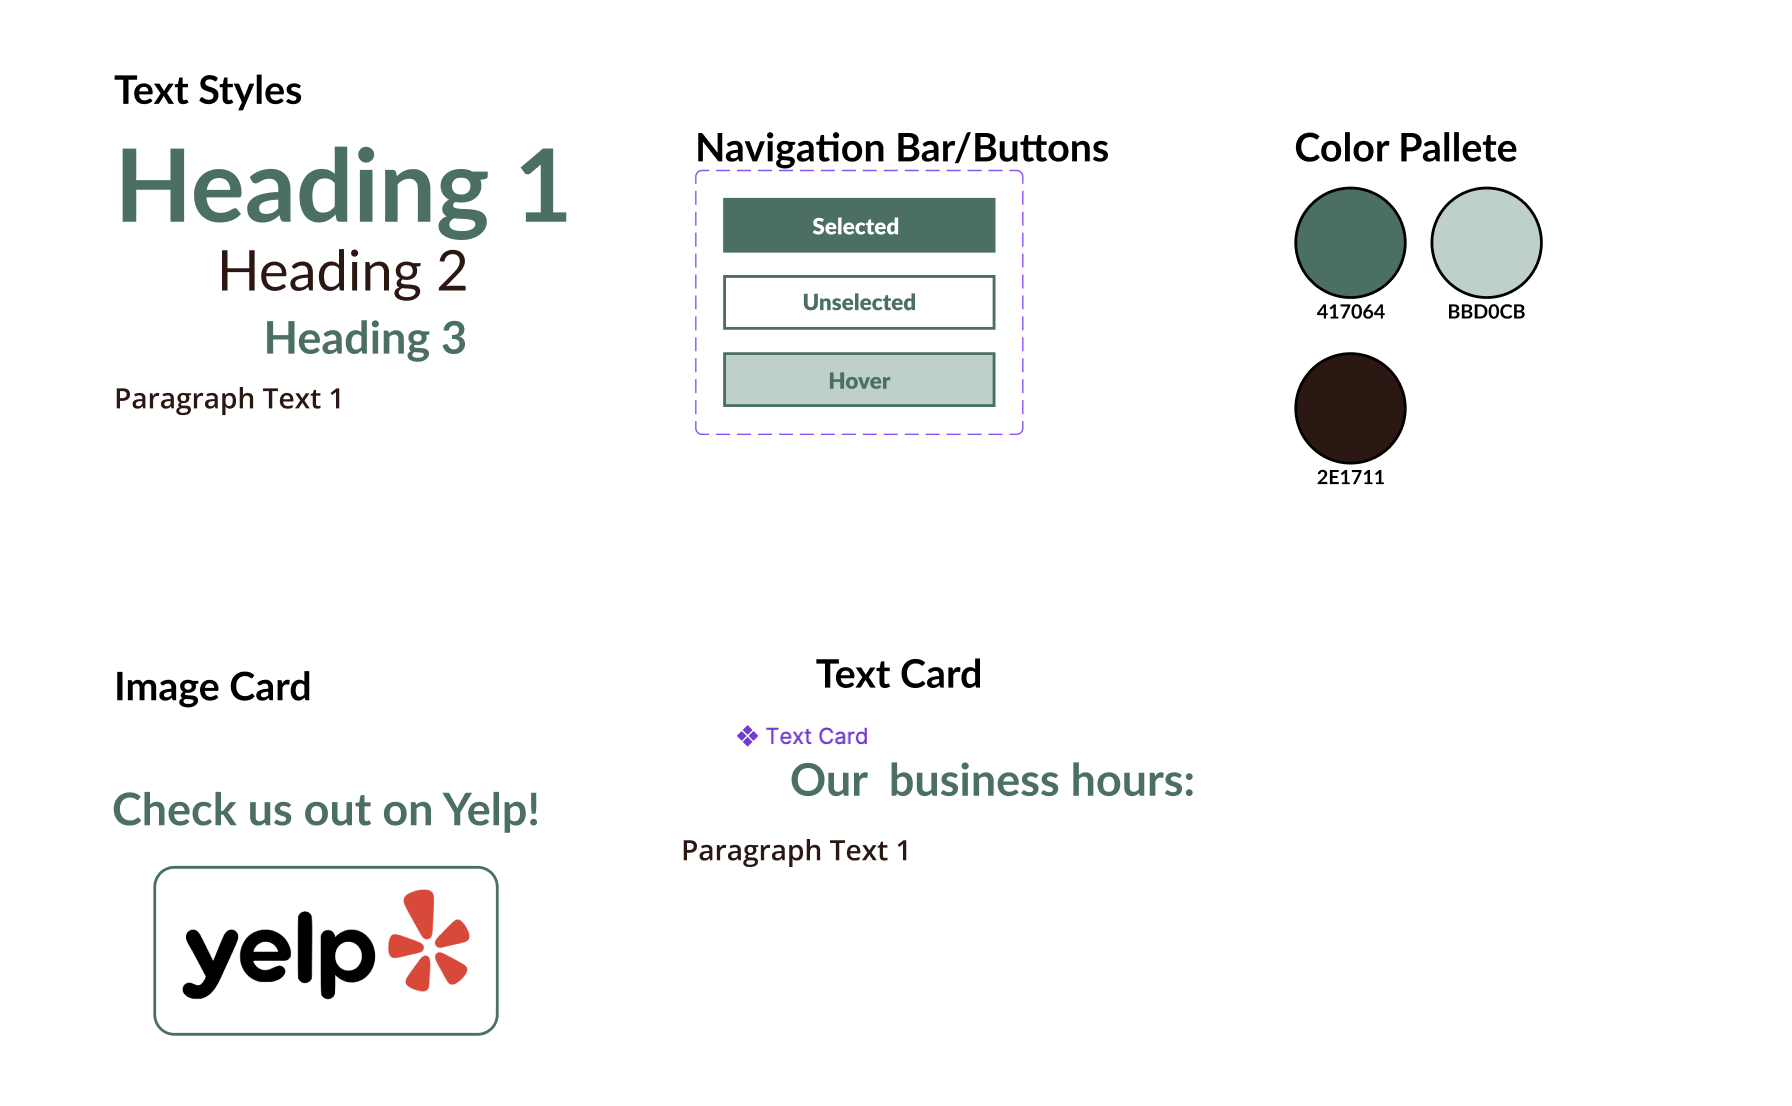 Text Styles
Heading 1
Heading 2
Heading 3
Paragraph Text 1
Navigation Bar/Buttons
Selected
Unselected
Hover
Color Pallete
417064
BBD0CB
2E1711
Image Card
Check us out on Yelp!
yelp
Text Card
Text Card
Our business hours:
Paragraph Text 1